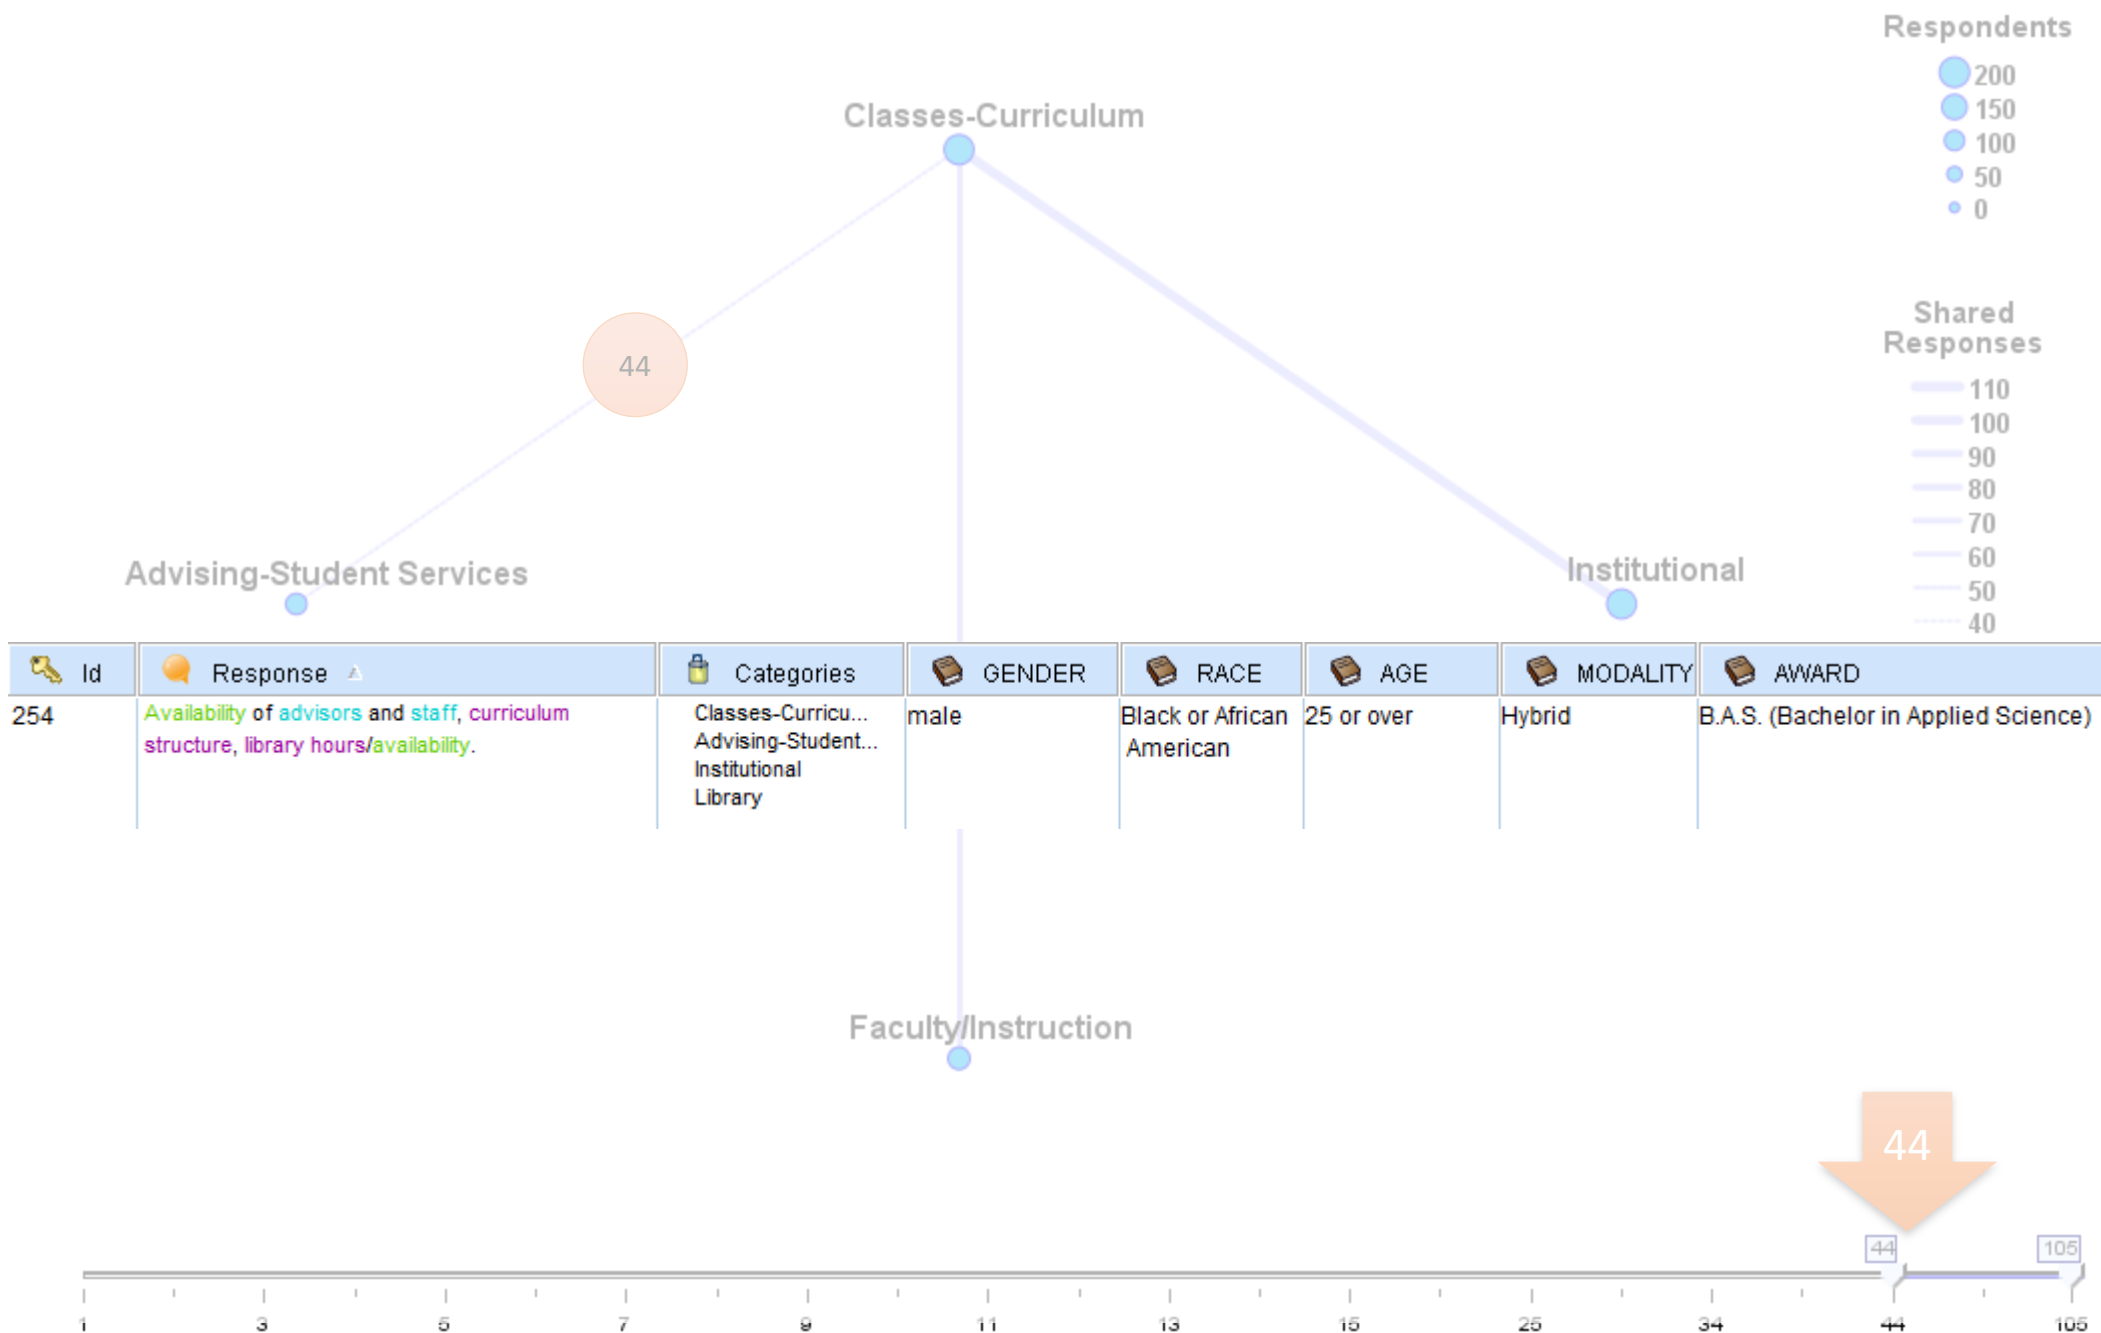 Respondents
200
150
100
50
0
Classes-Curriculum
Shared
Responses
110
100
90
80
70
60
50
40
44
Advising-Student Services
Institutional
Id Response Categories GENDER RACE AGE MODALITY AWARD
254
Availability of advisors and staff, curriculum
structure, library hours/availability.
Classes-Curricu...
Advising-Student...
Institutional
Library
male
Black or African
American
25 or over
Hybrid
B.A.S. (Bachelor in Applied Science)
Faculty/Instruction
44
44 105
1 3 5 7 9 11 13 15 25 34 44 105